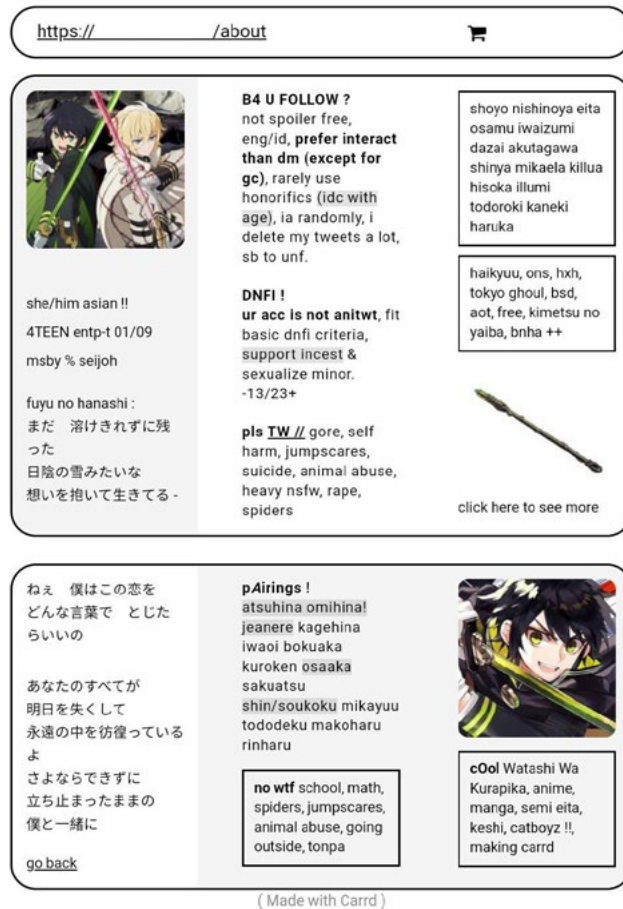 https:// /about
she/him asian !!
4TEEN entp-t 01/09
msby % seijoh
fuyu no hanashi :
まだ　溶けきれずに残
った
日陰の雪みたいな
想いを抱いて生きてる -
B4 U FOLLOW ?
not spoiler free,
eng/id, prefer interact
than dm (except for
gc), rarely use
honorifics (idc with
age), ia randomly, i
delete my tweets a lot,
sb to unf.
DNFI !
ur acc is not anitwt, fit
basic dnfi criteria,
support incest &
sexualize minor.
-13/23+
pls TW // gore, self
harm, jumpscares,
suicide, animal abuse,
heavy nsfw, rape,
spiders
shoyo nishinoya eita
osamu iwaizumi
dazai akutagawa
shinya mikaela killua
hisoka illumi
todoroki kaneki
haruka
haikyuu, ons, hxh,
tokyo ghoul, bsd,
aot, free, kimetsu no
yaiba, bnha ++
click here to see more
ねぇ　僕はこの恋を
どんな言葉で　とじた
らいいの
あなたのすべてが
明日を失くして
永遠の中を彷徨っている
よ
さよならできずに
立ち止まったままの
僕と一緒に
go back
pAirings !
atsuhina omihina!
jeanere kagehina
iwaoi bokuaka
kuroken osaaka
sakuatsu
shin/soukoku mikayuu
tododeku makoharu
rinharu
no wtf school, math,
spiders, jumpscares,
animal abuse, going
outside, tonpa
cOol Watashi Wa
Kurapika, anime,
manga, semi eita,
keshi, catboyz !!,
making carrd
( Made with Carrd )